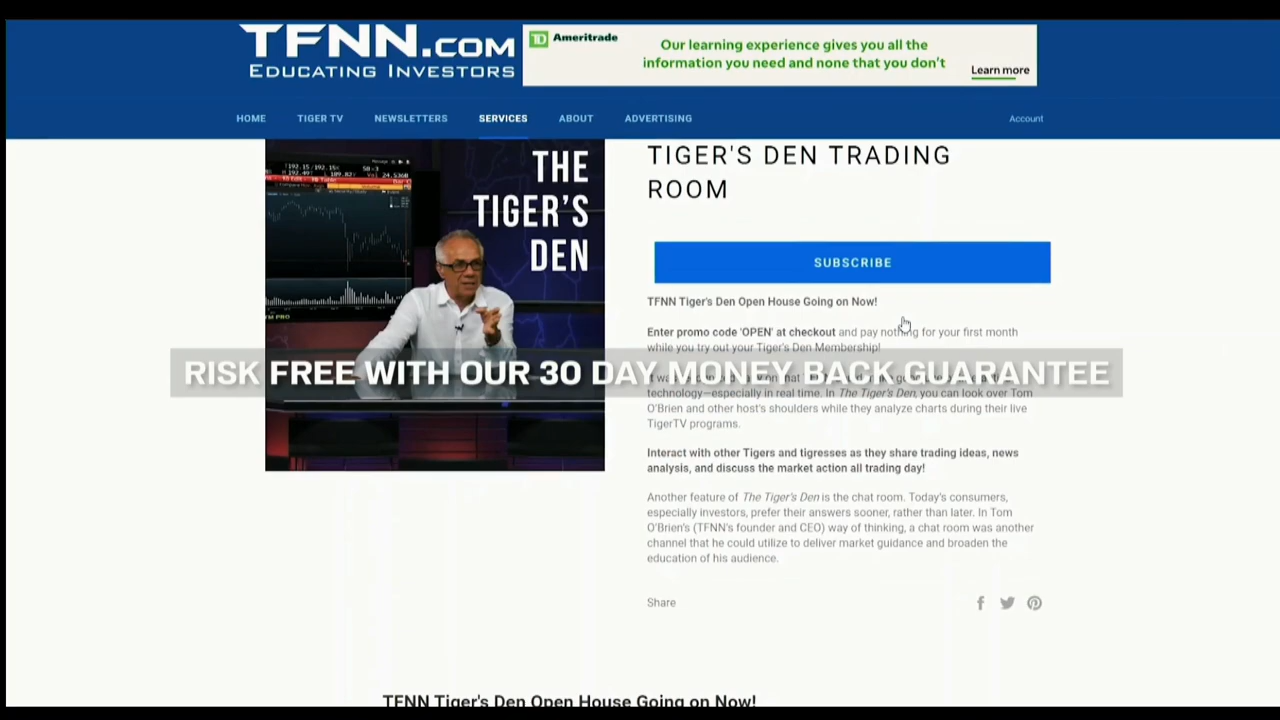 TFNN.COM
EDUCATING INVESTORS
TD Ameritrade
Our learning experience gives you all the
information you need and none that you don't
Learn more
HOME TIGER TV NEWSLETTERS SERVICES ABOUT ADVERTISING Account
THE
TIGER'S
DEN
TIGER'S DEN TRADING
ROOM
SUBSCRIBE
TFNN Tiger's Den Open House Going on Now!
Enter promo code 'OPEN' at checkout and pay nothing for your first month
while you try out your Tiger's Den Membership!
RISK FREE WITH OUR 30 DAY MONEY BACK GUARANTEE
technology—especially in real time. In The Tiger's Den, you can look over Tom
O'Brien and other host's shoulders while they analyze charts during their live
TigerTV programs.
Interact with other Tigers and tigresses as they share trading ideas, news
analysis, and discuss the market action all trading day!
Another feature of The Tiger's Den is the chat room. Today's consumers,
especially investors, prefer their answers sooner, rather than later. In Tom
O'Brien's (TFNN's founder and CEO) way of thinking, a chat room was another
channel that he could utilize to deliver market guidance and broaden the
education of his audience.
Share
TFNN Tiger's Den Open House Going on Now!